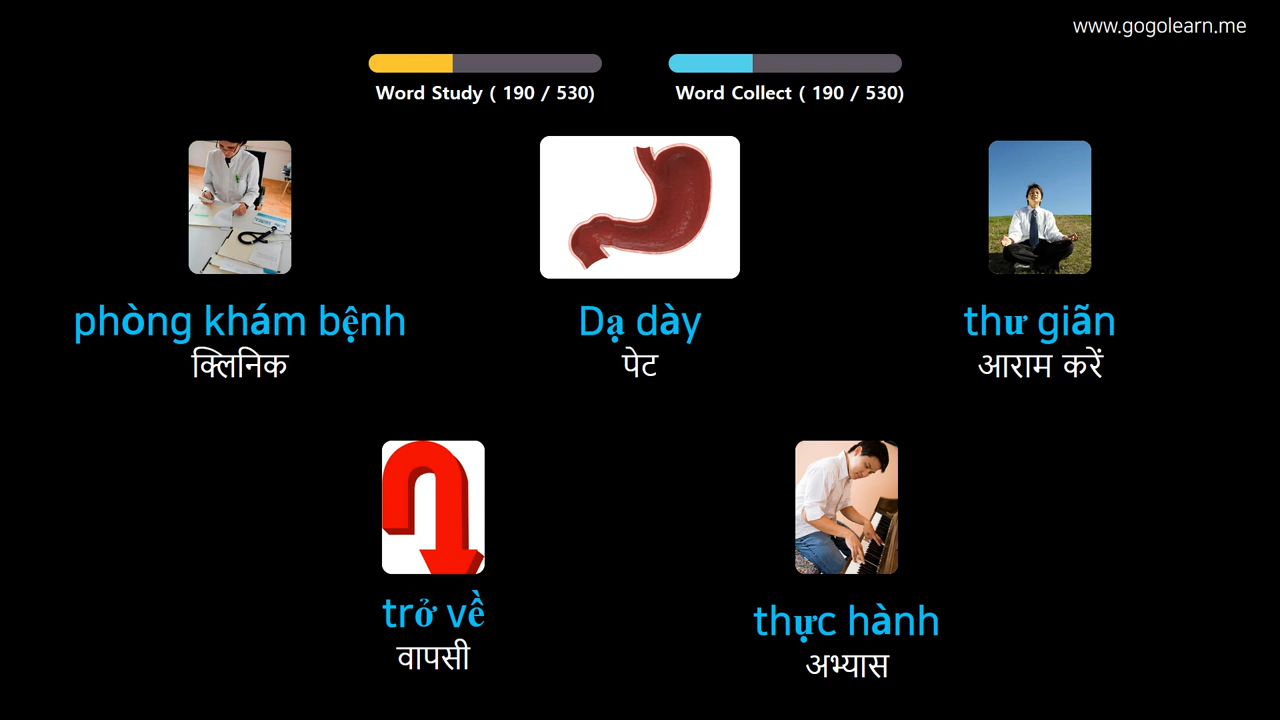 www.gogolearn.me
Word Study ( 190 / 530)
Word Collect ( 190 / 530)
phòng khám bệnh
क्लिनिक
Dạ dày
पेट
thư giãn
आराम करें
trở về
वापसी
thực hành
अभ्यास